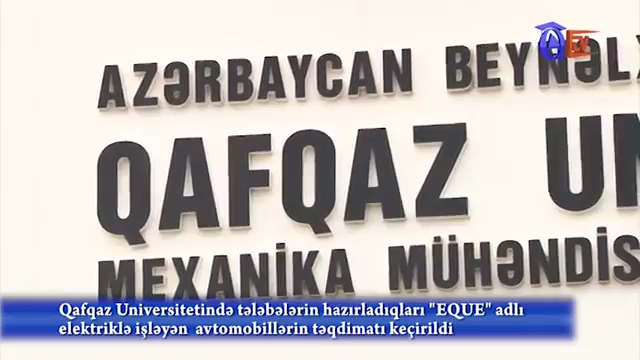 AZƏRBAYCAN
QAFQAZ
MEXANİKA
Qafqaz Universitetində tələbələrin hazırladıqları "EQUE" adlı
elektriklə işləyən avtomobillərin təqdimatı keçirildi